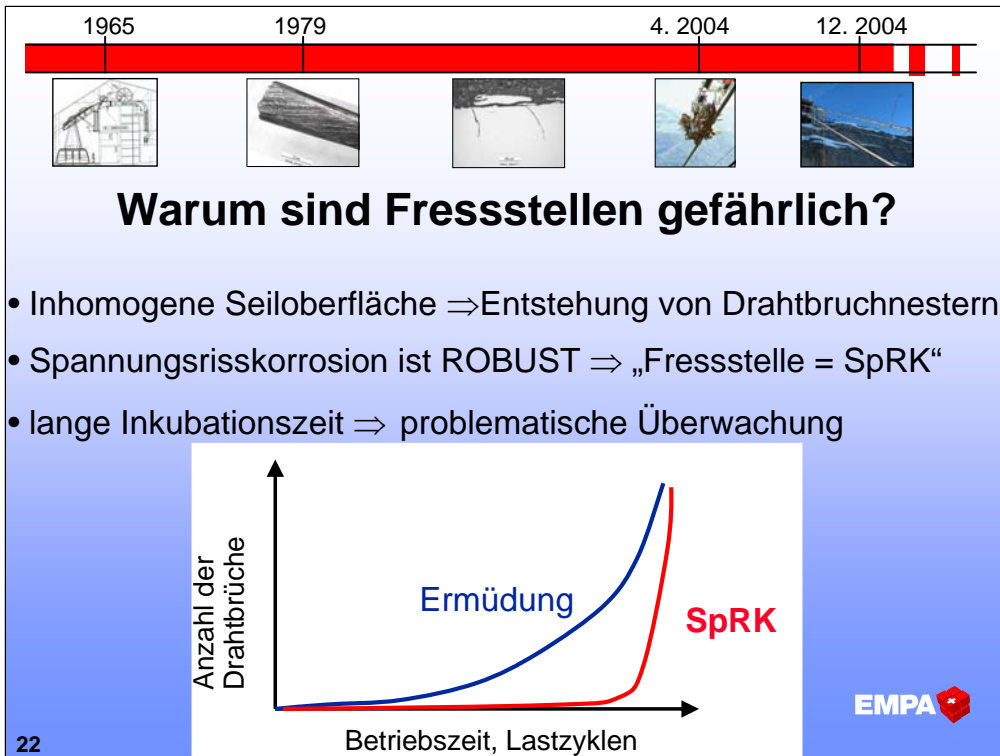 1965 1979 4. 2004 12. 2004
Warum sind Fressstellen gefährlich?
• Inhomogene Seiloberfläche ⇒Entstehung von Drahtbruchnestern
• Spannungsrisskorrosion ist ROBUST ⇒ „Fressstelle = SpRK“
• lange Inkubationszeit ⇒ problematische Überwachung
Anzahl der
Drahtbrüche
Ermüdung
SpRK
Betriebszeit, Lastzyklen
EMPA
22